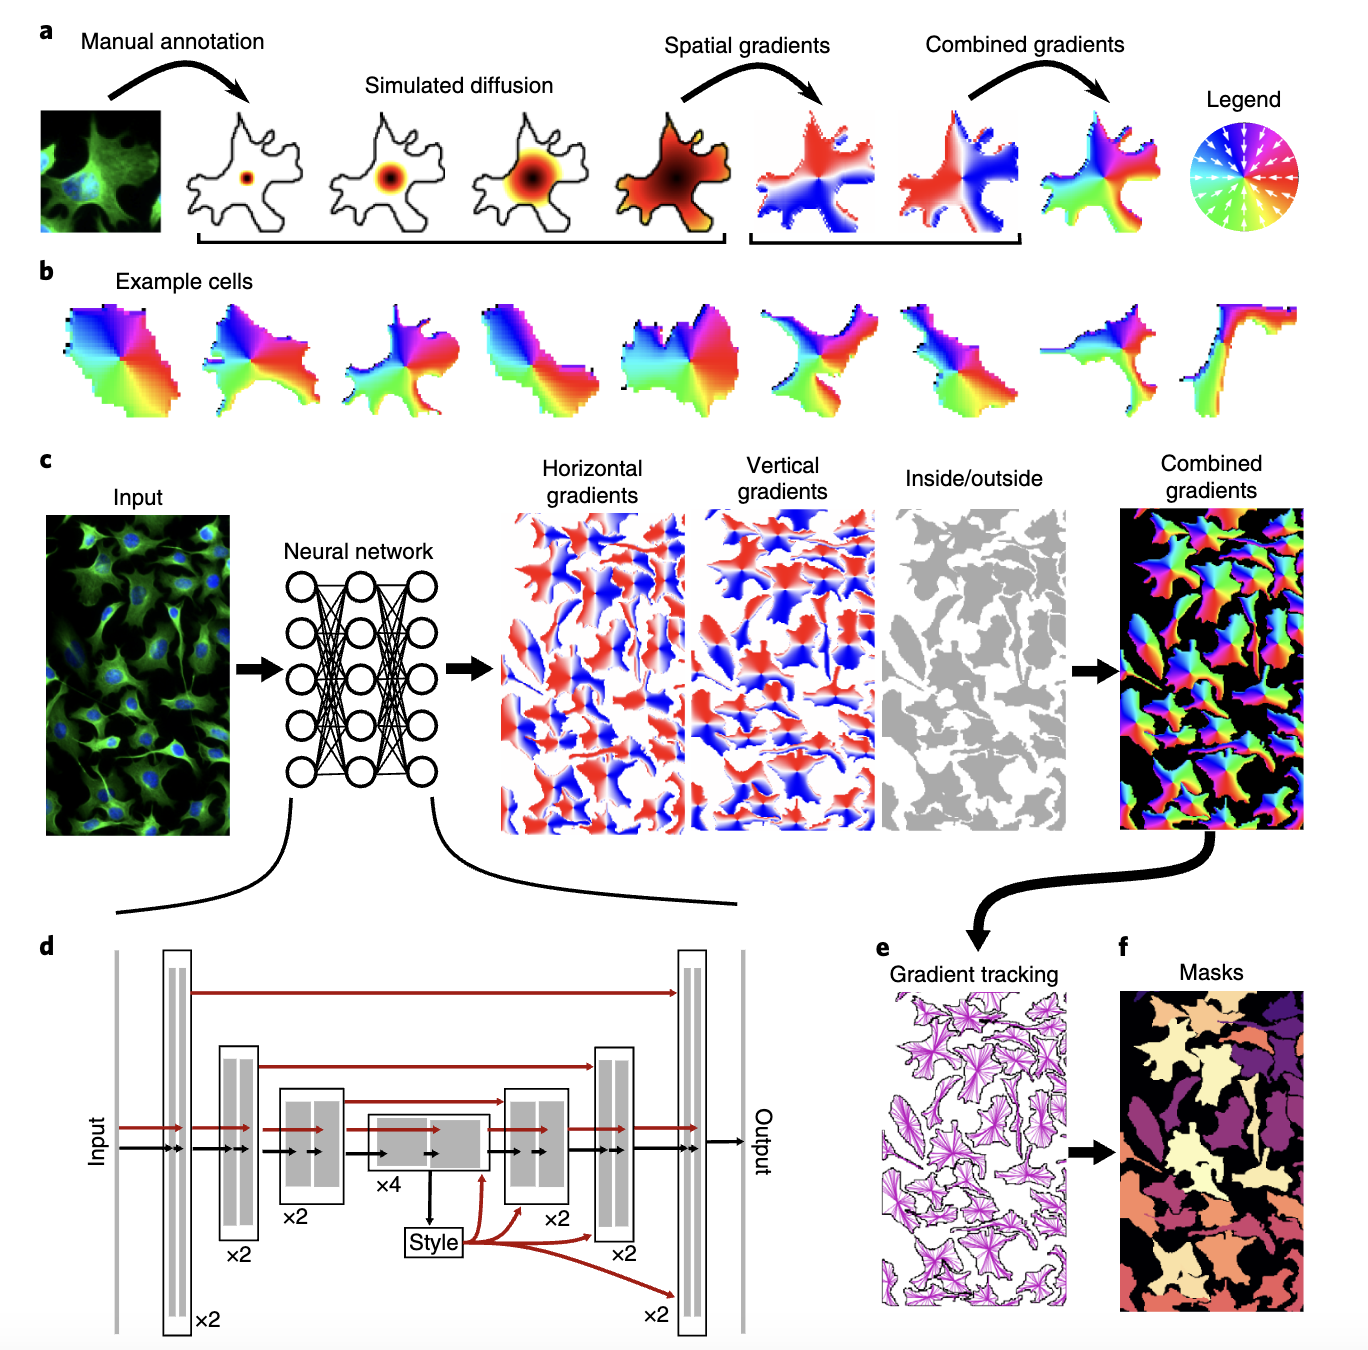 a
Manual annotation
Simulated diffusion
Spatial gradients
Combined gradients
Legend
b
Example cells
c
Input
Neural network
Horizontal
gradients
Vertical
gradients
Inside/outside
Combined
gradients
d
Input
×2
×2
×2
×4
Style
×2
×2
×2
Output
e
Gradient tracking
f
Masks